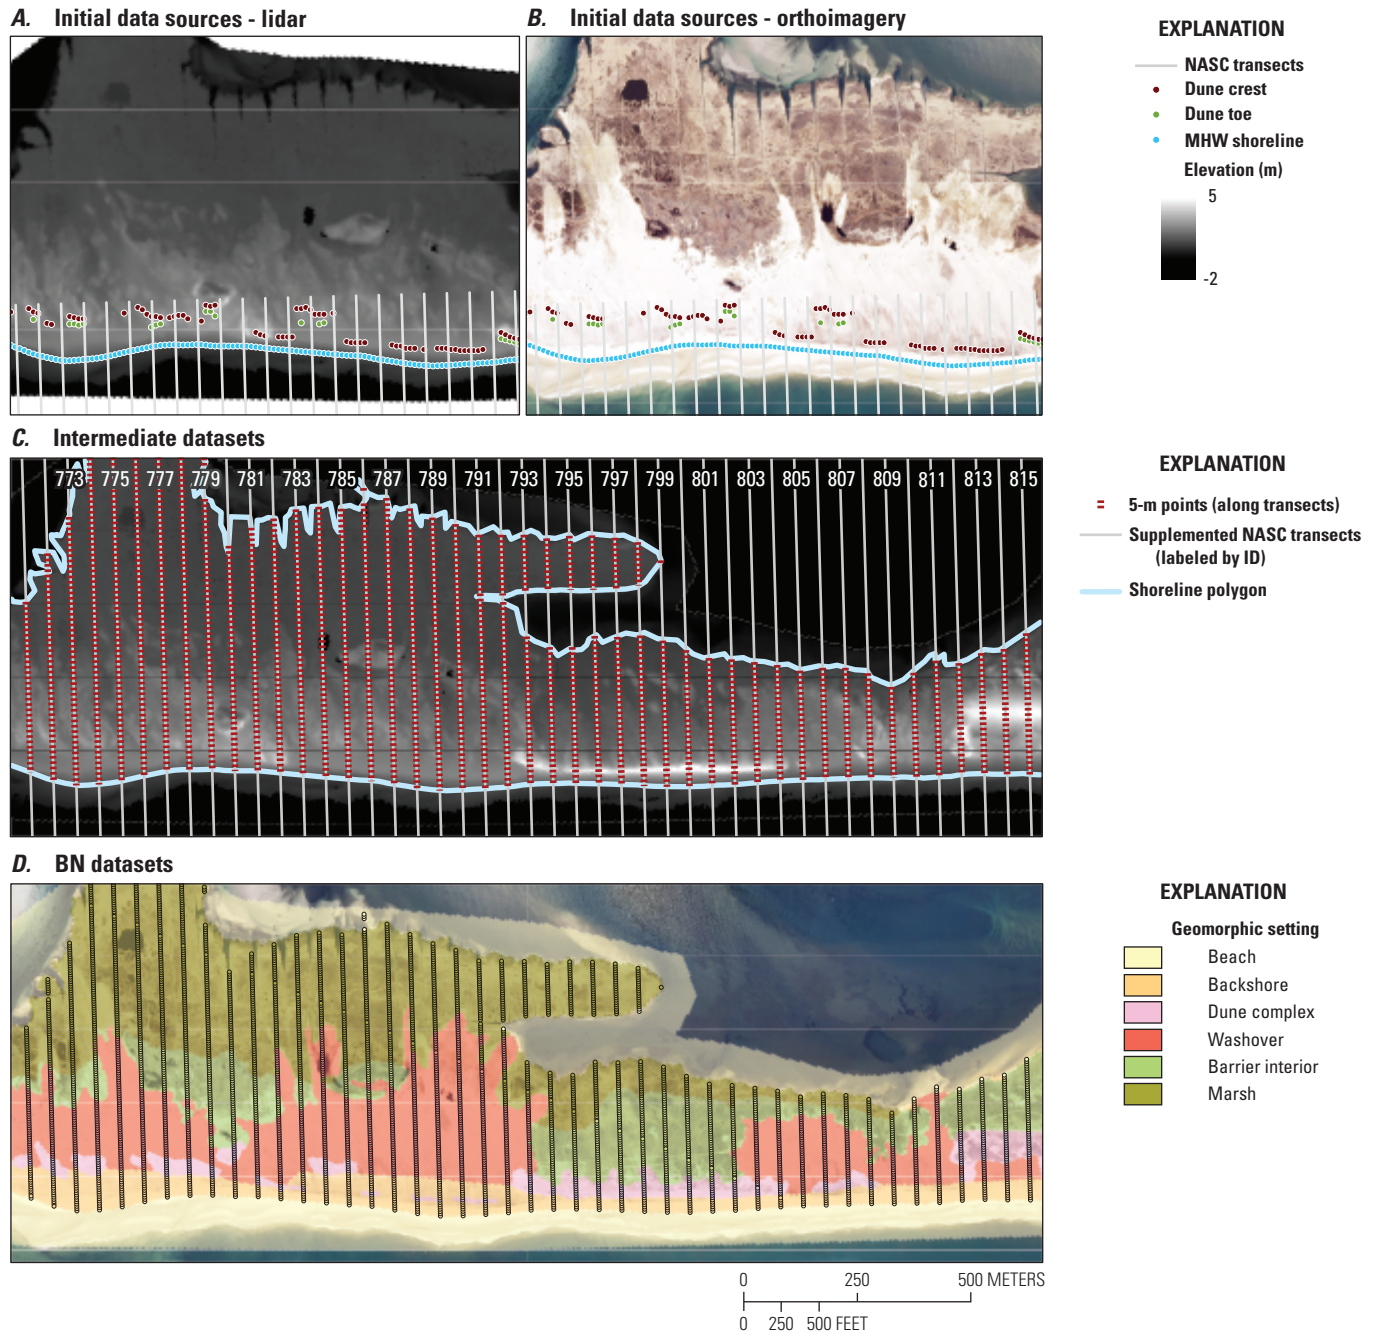 A. Initial data sources - lidar
B. Initial data sources - orthoimagery
EXPLANATION
NASC transects
Dune crest
Dune toe
MHW shoreline
Elevation (m)
5
-2
C. Intermediate datasets
773 775 777 779 781 783 785 787 789 791 793 795 797 799 801 803 805 807 809 811 813 815
EXPLANATION
5-m points (along transects)
Supplemented NASC transects
(labeled by ID)
Shoreline polygon
D. BN datasets
EXPLANATION
Geomorphic setting
Beach
Backshore
Dune complex
Washover
Barrier interior
Marsh
0 250 500 METERS
0 250 500 FEET